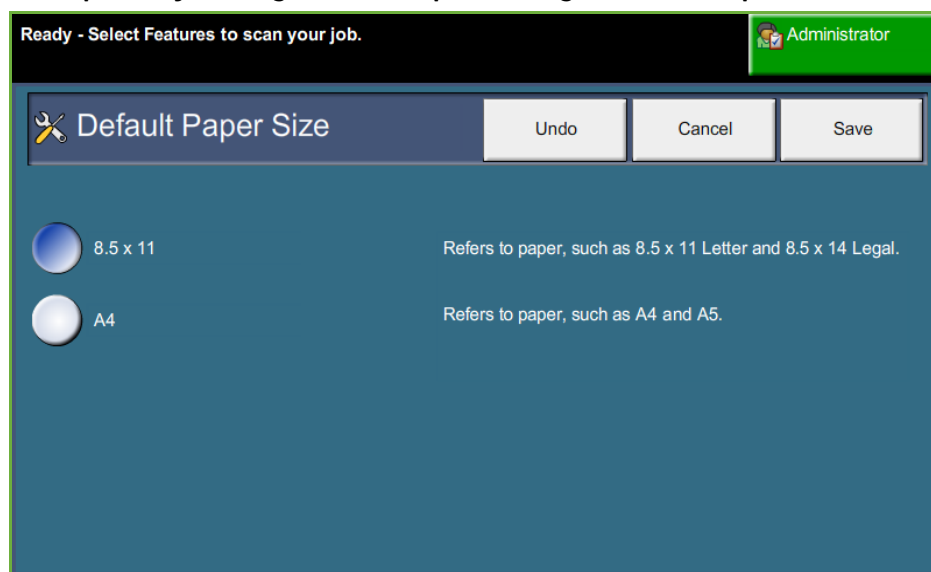 Ready - Select Features to scan your job.
Administrator
Default Paper Size
Undo
Cancel
Save
8.5 x 11
Refers to paper, such as 8.5 x 11 Letter and 8.5 x 14 Legal.
A4
Refers to paper, such as A4 and A5.